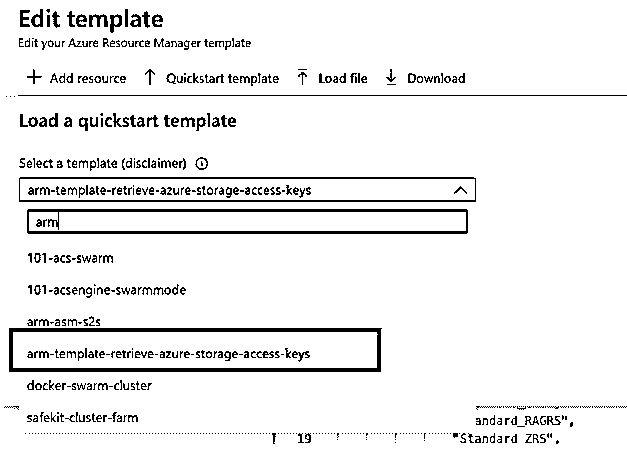 Edit template
Edit your Azure Resource Manager template
+ Add resource ↑ Quickstart template Load file Download
Load a quickstart template
Select a template (disclaimer)
arm-template-retrieve-azure-storage-access-keys
arm
101-acs-swarm
101-acsengine-swarmmode
arm-asm-s2s
arm-template-retrieve-azure-storage-access-keys
docker-swarm-cluster
safekit-cluster-farm
andard_RAGRS",
19 "Standard_ZRS",